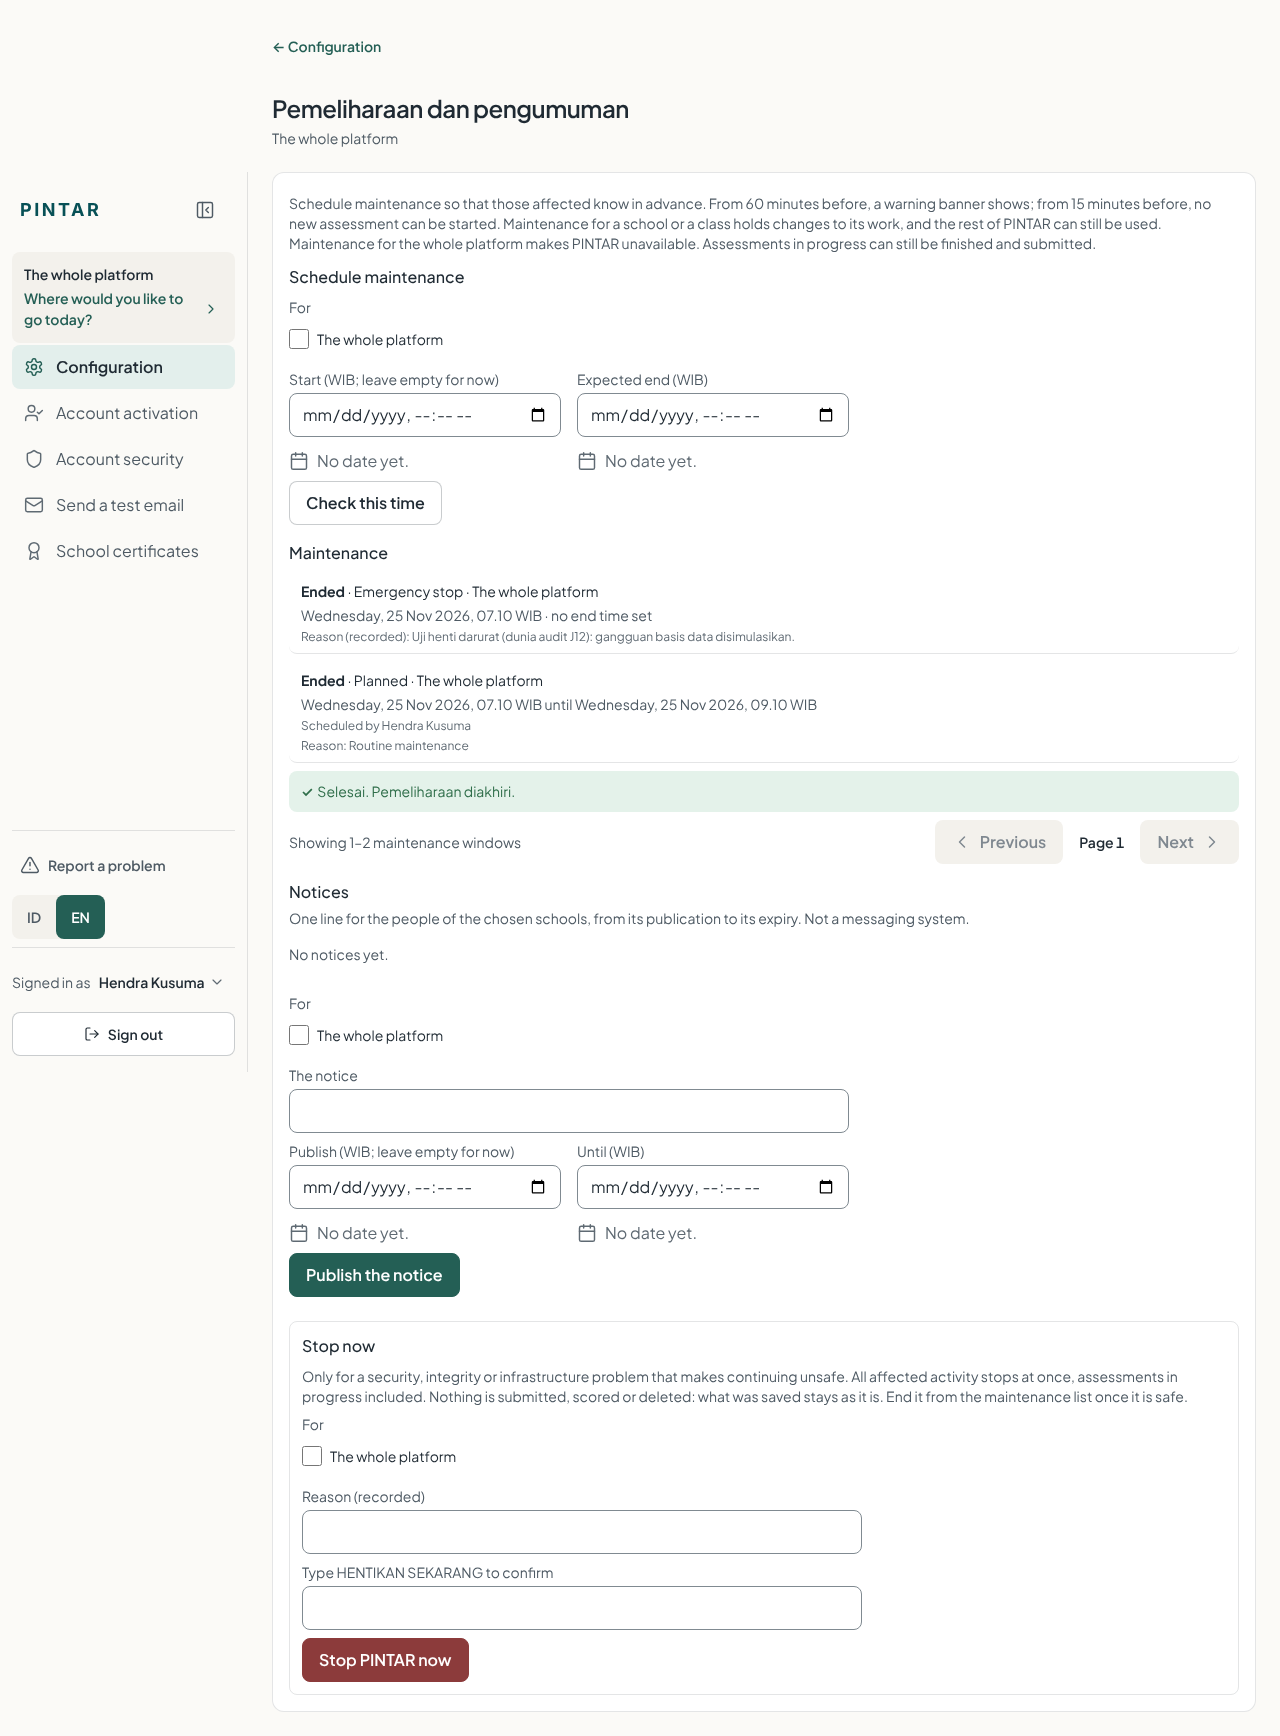 ← Configuration
Pemeliharaan dan pengumuman
The whole platform
PINTAR
The whole platform
Where would you like to
go today?
Configuration
Account activation
Account security
Send a test email
School certificates
Report a problem
ID EN
Signed in as Hendra Kusuma
Sign out
Schedule maintenance so that those affected know in advance. From 60 minutes before, a warning banner shows; from 15 minutes before, no
new assessment can be started. Maintenance for a school or a class holds changes to its work, and the rest of PINTAR can still be used.
Maintenance for the whole platform makes PINTAR unavailable. Assessments in progress can still be finished and submitted.
Schedule maintenance
For
The whole platform
Start (WIB; leave empty for now) Expected end (WIB)
mm/dd/yyyy, --:-- -- mm/dd/yyyy, --:-- --
No date yet. No date yet.
Check this time
Maintenance
Ended · Emergency stop · The whole platform
Wednesday, 25 Nov 2026, 07.10 WIB · no end time set
Reason (recorded): Uji henti darurat (dunia audit J12): gangguan basis data disimulasikan.
Ended · Planned · The whole platform
Wednesday, 25 Nov 2026, 07.10 WIB until Wednesday, 25 Nov 2026, 09.10 WIB
Scheduled by Hendra Kusuma
Reason: Routine maintenance
✓ Selesai. Pemeliharaan diakhiri.
Showing 1–2 maintenance windows Previous Page 1 Next
Notices
One line for the people of the chosen schools, from its publication to its expiry. Not a messaging system.
No notices yet.
For
The whole platform
The notice
Publish (WIB; leave empty for now) Until (WIB)
mm/dd/yyyy, --:-- -- mm/dd/yyyy, --:-- --
No date yet. No date yet.
Publish the notice
Stop now
Only for a security, integrity or infrastructure problem that makes continuing unsafe. All affected activity stops at once, assessments in
progress included. Nothing is submitted, scored or deleted: what was saved stays as it is. End it from the maintenance list once it is safe.
For
The whole platform
Reason (recorded)
Type HENTIKAN SEKARANG to confirm
Stop PINTAR now